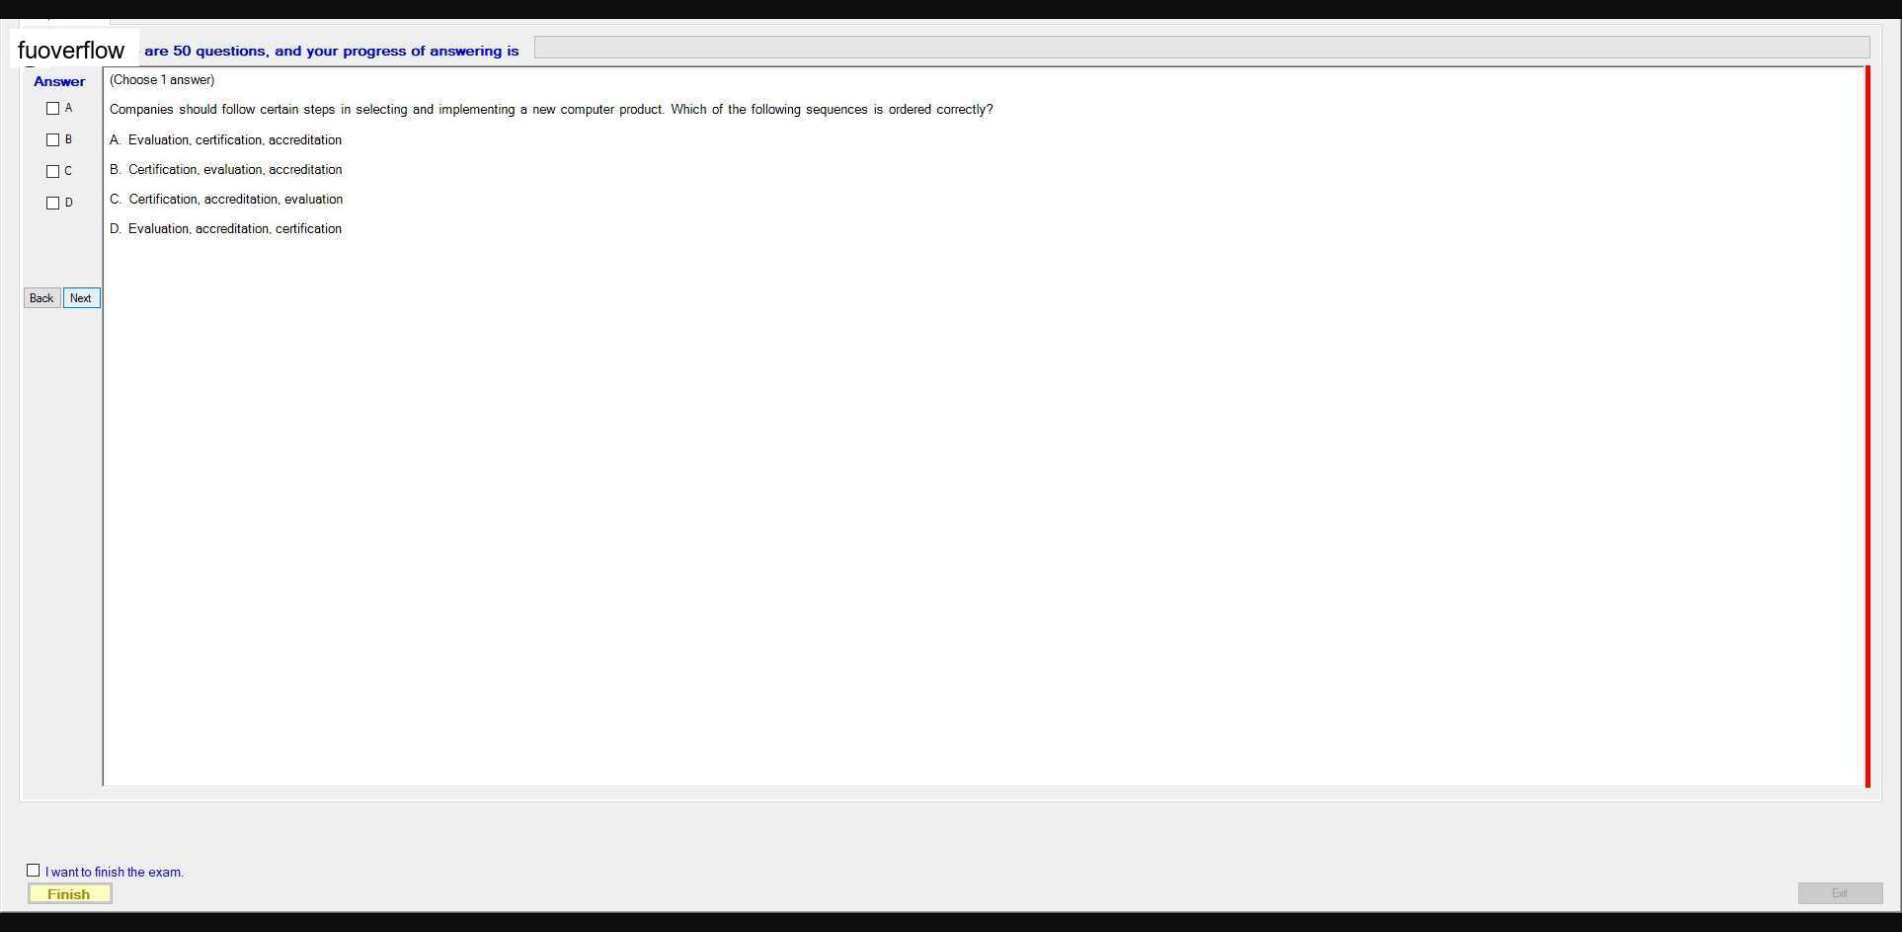 fuoverflow are 50 questions, and your progress of answering is
Answer
(Choose 1 answer)
A
Companies should follow certain steps in selecting and implementing a new computer product. Which of the following sequences is ordered correctly?
B
A. Evaluation, certification, accreditation
C
B. Certification, evaluation, accreditation
D
C. Certification, accreditation, evaluation
D. Evaluation, accreditation, certification
Back Next
I want to finish the exam.
Finish
Exit